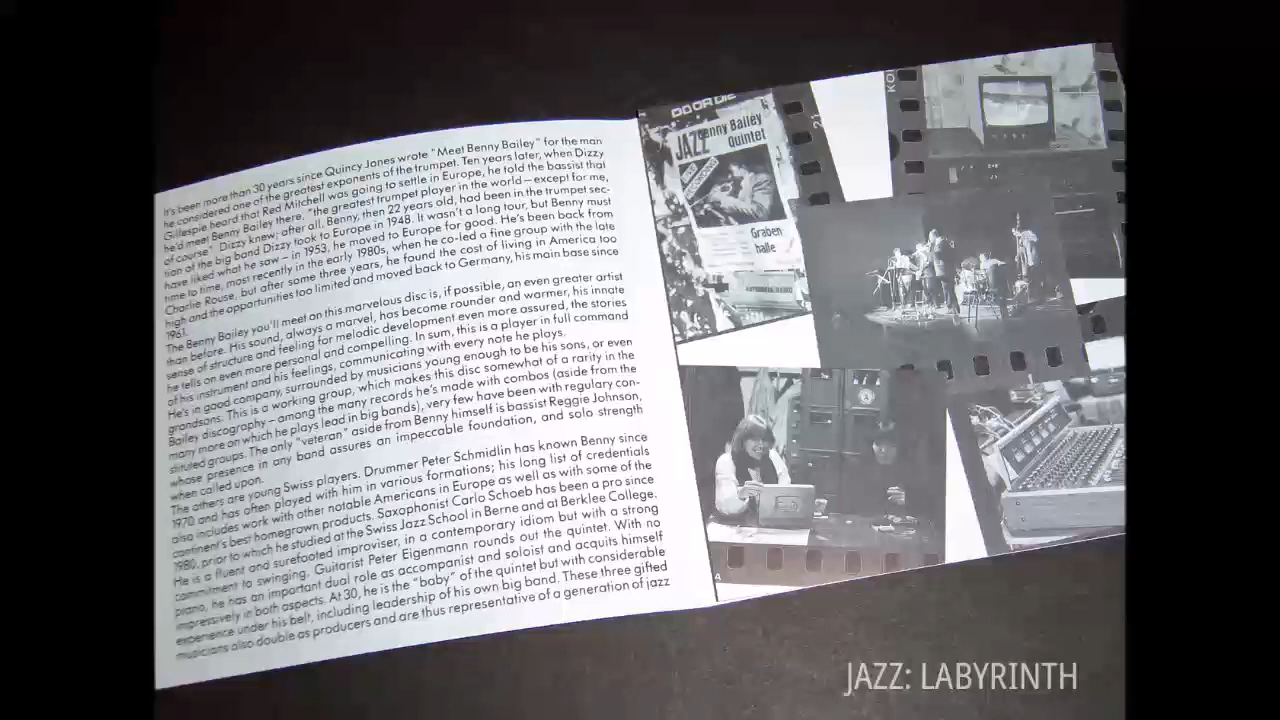 It's been more than 30 years since Quincy Jones wrote "Meet Benny Bailey" for the man
he considered one of the greatest exponents of the trumpet. Ten years later, when Dizzy
Gillespie heard that Red Mitchell was going to settle in Europe, he told the bassist that
he'd meet Benny Bailey there, "the greatest trumpet player in the world – except for me,
of course". Dizzy knew; after all, Benny, then 22 years old, had been in the trumpet sec-
tion of the big band Dizzy took to Europe in 1948. It wasn't a long tour, but Benny must
have liked what he saw – in 1953, he moved to Europe for good. He's been back from
time to time, most recently in the early 1980s, when he co-led a fine group with the late
Charlie Rouse, but after some three years, he found the cost of living in America too
high and the opportunities too limited and moved back to Germany, his main base since
1961.
The Benny Bailey you'll meet on this marvelous disc is, if possible, an even greater artist
than before. His sound, always a marvel, has become rounder and warmer, his innate
sense of structure and feeling for melodic development even more assured, the stories
he tells on even more personal and compelling. In sum, this is a player in full command
of his instrument and his feelings, communicating with every note he plays.
He's in good company, surrounded by musicians young enough to be his sons, or even
grandsons. This is a working group, which makes this disc somewhat of a rarity in the
Bailey discography – among the many records he's made with combos (aside from the
many more on which he plays lead in big bands), very few have been with regulary con-
stituted groups. The only "veteran" aside from Benny himself is bassist Reggie Johnson,
whose presence in any band assures an impeccable foundation, and solo strength
when called upon.
The others are young Swiss players. Drummer Peter Schmidlin has known Benny since
1970 and has often played with him in various formations; his long list of credentials
also includes work with other notable Americans in Europe as well as with some of the
continent's best homegrown products. Saxophonist Carlo Schoeb has been a pro since
1980, prior to which he studied at the Swiss Jazz School in Berne and at Berklee College.
He is a fluent and surefooted improviser, in a contemporary idiom but with a strong
commitment to swinging. Guitarist Peter Eigenmann rounds out the quintet. With no
piano, he has an important dual role as accompanist and soloist and acquits himself
impressively in both aspects. At 30, he is the "baby" of the quintet but with considerable
experience under his belt, including leadership of his own big band. These three gifted
musicians also double as producers and are thus representative of a generation of jazz
DO OR DIE
JAZZ
Benny Bailey
Quintet
Graben
halle
21
KO
A
JAZZ: LABYRINTH